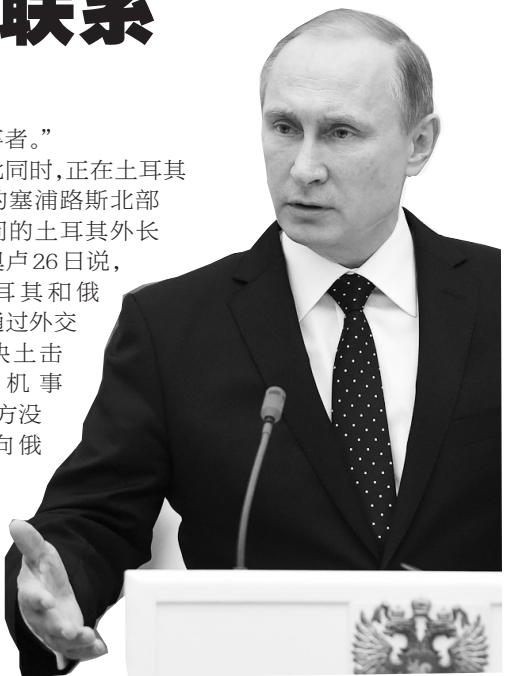 联系
者。”
同时,正在土耳其
的塞浦路斯北部
问的土耳其外长
卢26日说,
耳其和俄
通过外交
决土击
机事
方没
向俄